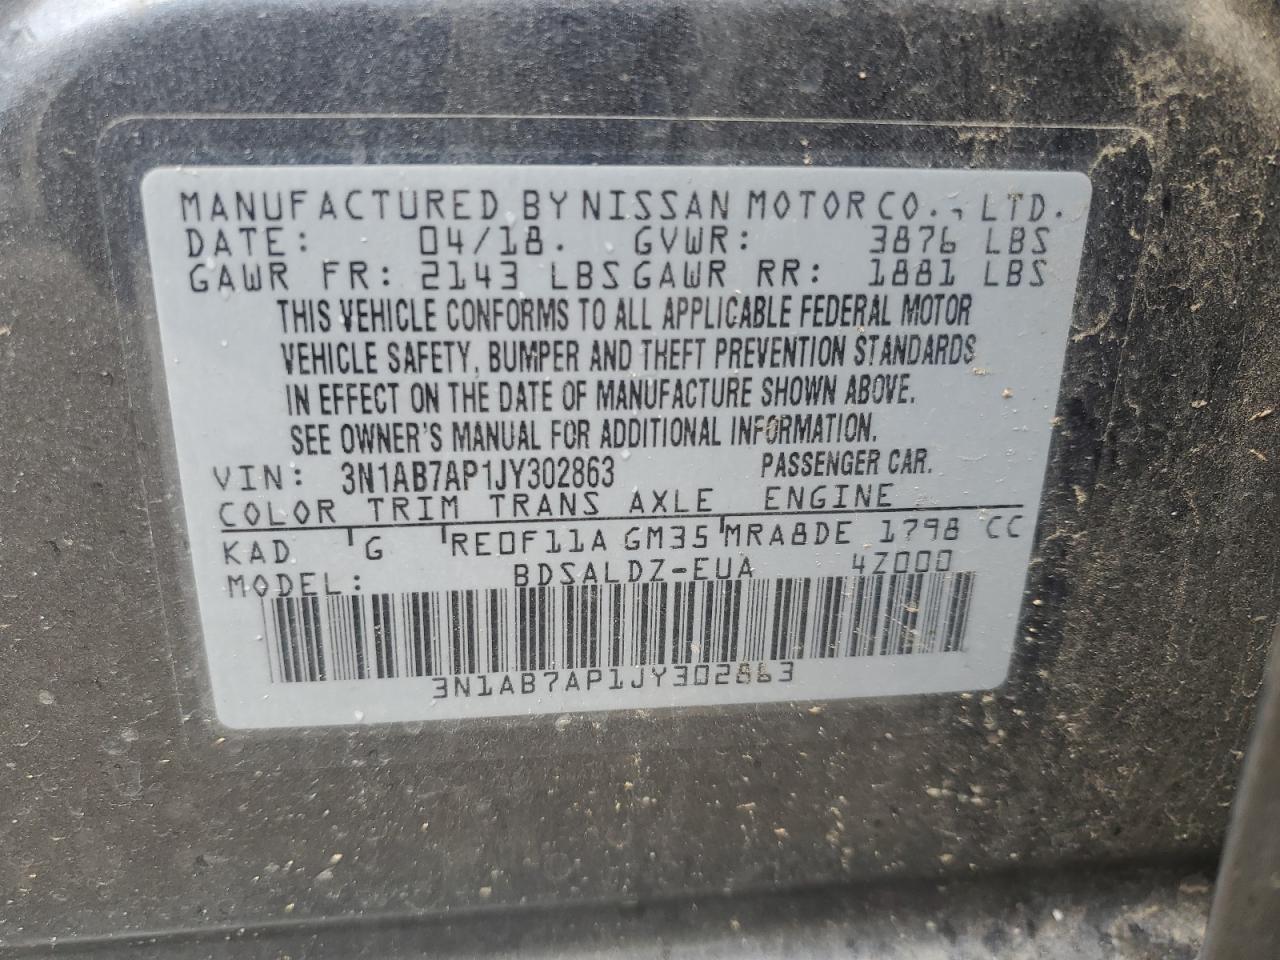 MANUFACTURED BY NISSAN MOTOR CO., LTD.
DATE: 04/18. GVWR: 3876 LBS
GAWR FR: 2143 LBS GAWR RR: 1881 LBS
THIS VEHICLE CONFORMS TO ALL APPLICABLE FEDERAL MOTOR
VEHICLE SAFETY, BUMPER AND THEFT PREVENTION STANDARDS
IN EFFECT ON THE DATE OF MANUFACTURE SHOWN ABOVE.
SEE OWNER'S MANUAL FOR ADDITIONAL INFORMATION.
VIN: 3N1AB7AP1JY302863 PASSENGER CAR.
COLOR TRIM TRANS AXLE ENGINE
KAD G RE0F11A GM35 MRA8DE 1798 CC
MODEL: BDSALDZ-EUA 4Z000
3N1AB7AP1JY302863